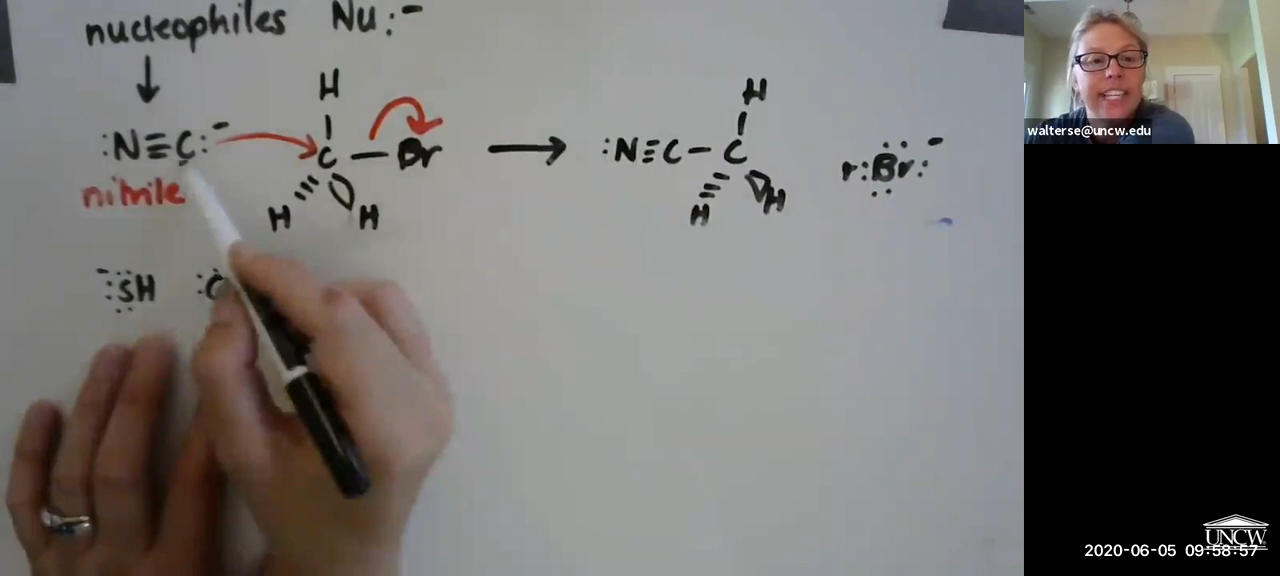 nucleophiles Nu:⁻
H H
:N≡C:⁻ C—Br :N≡C—C :Br:⁻
nitrile H H H H
⁻:SH :
walterse@uncw.edu
UNCW
2020-06-05 09:58:57